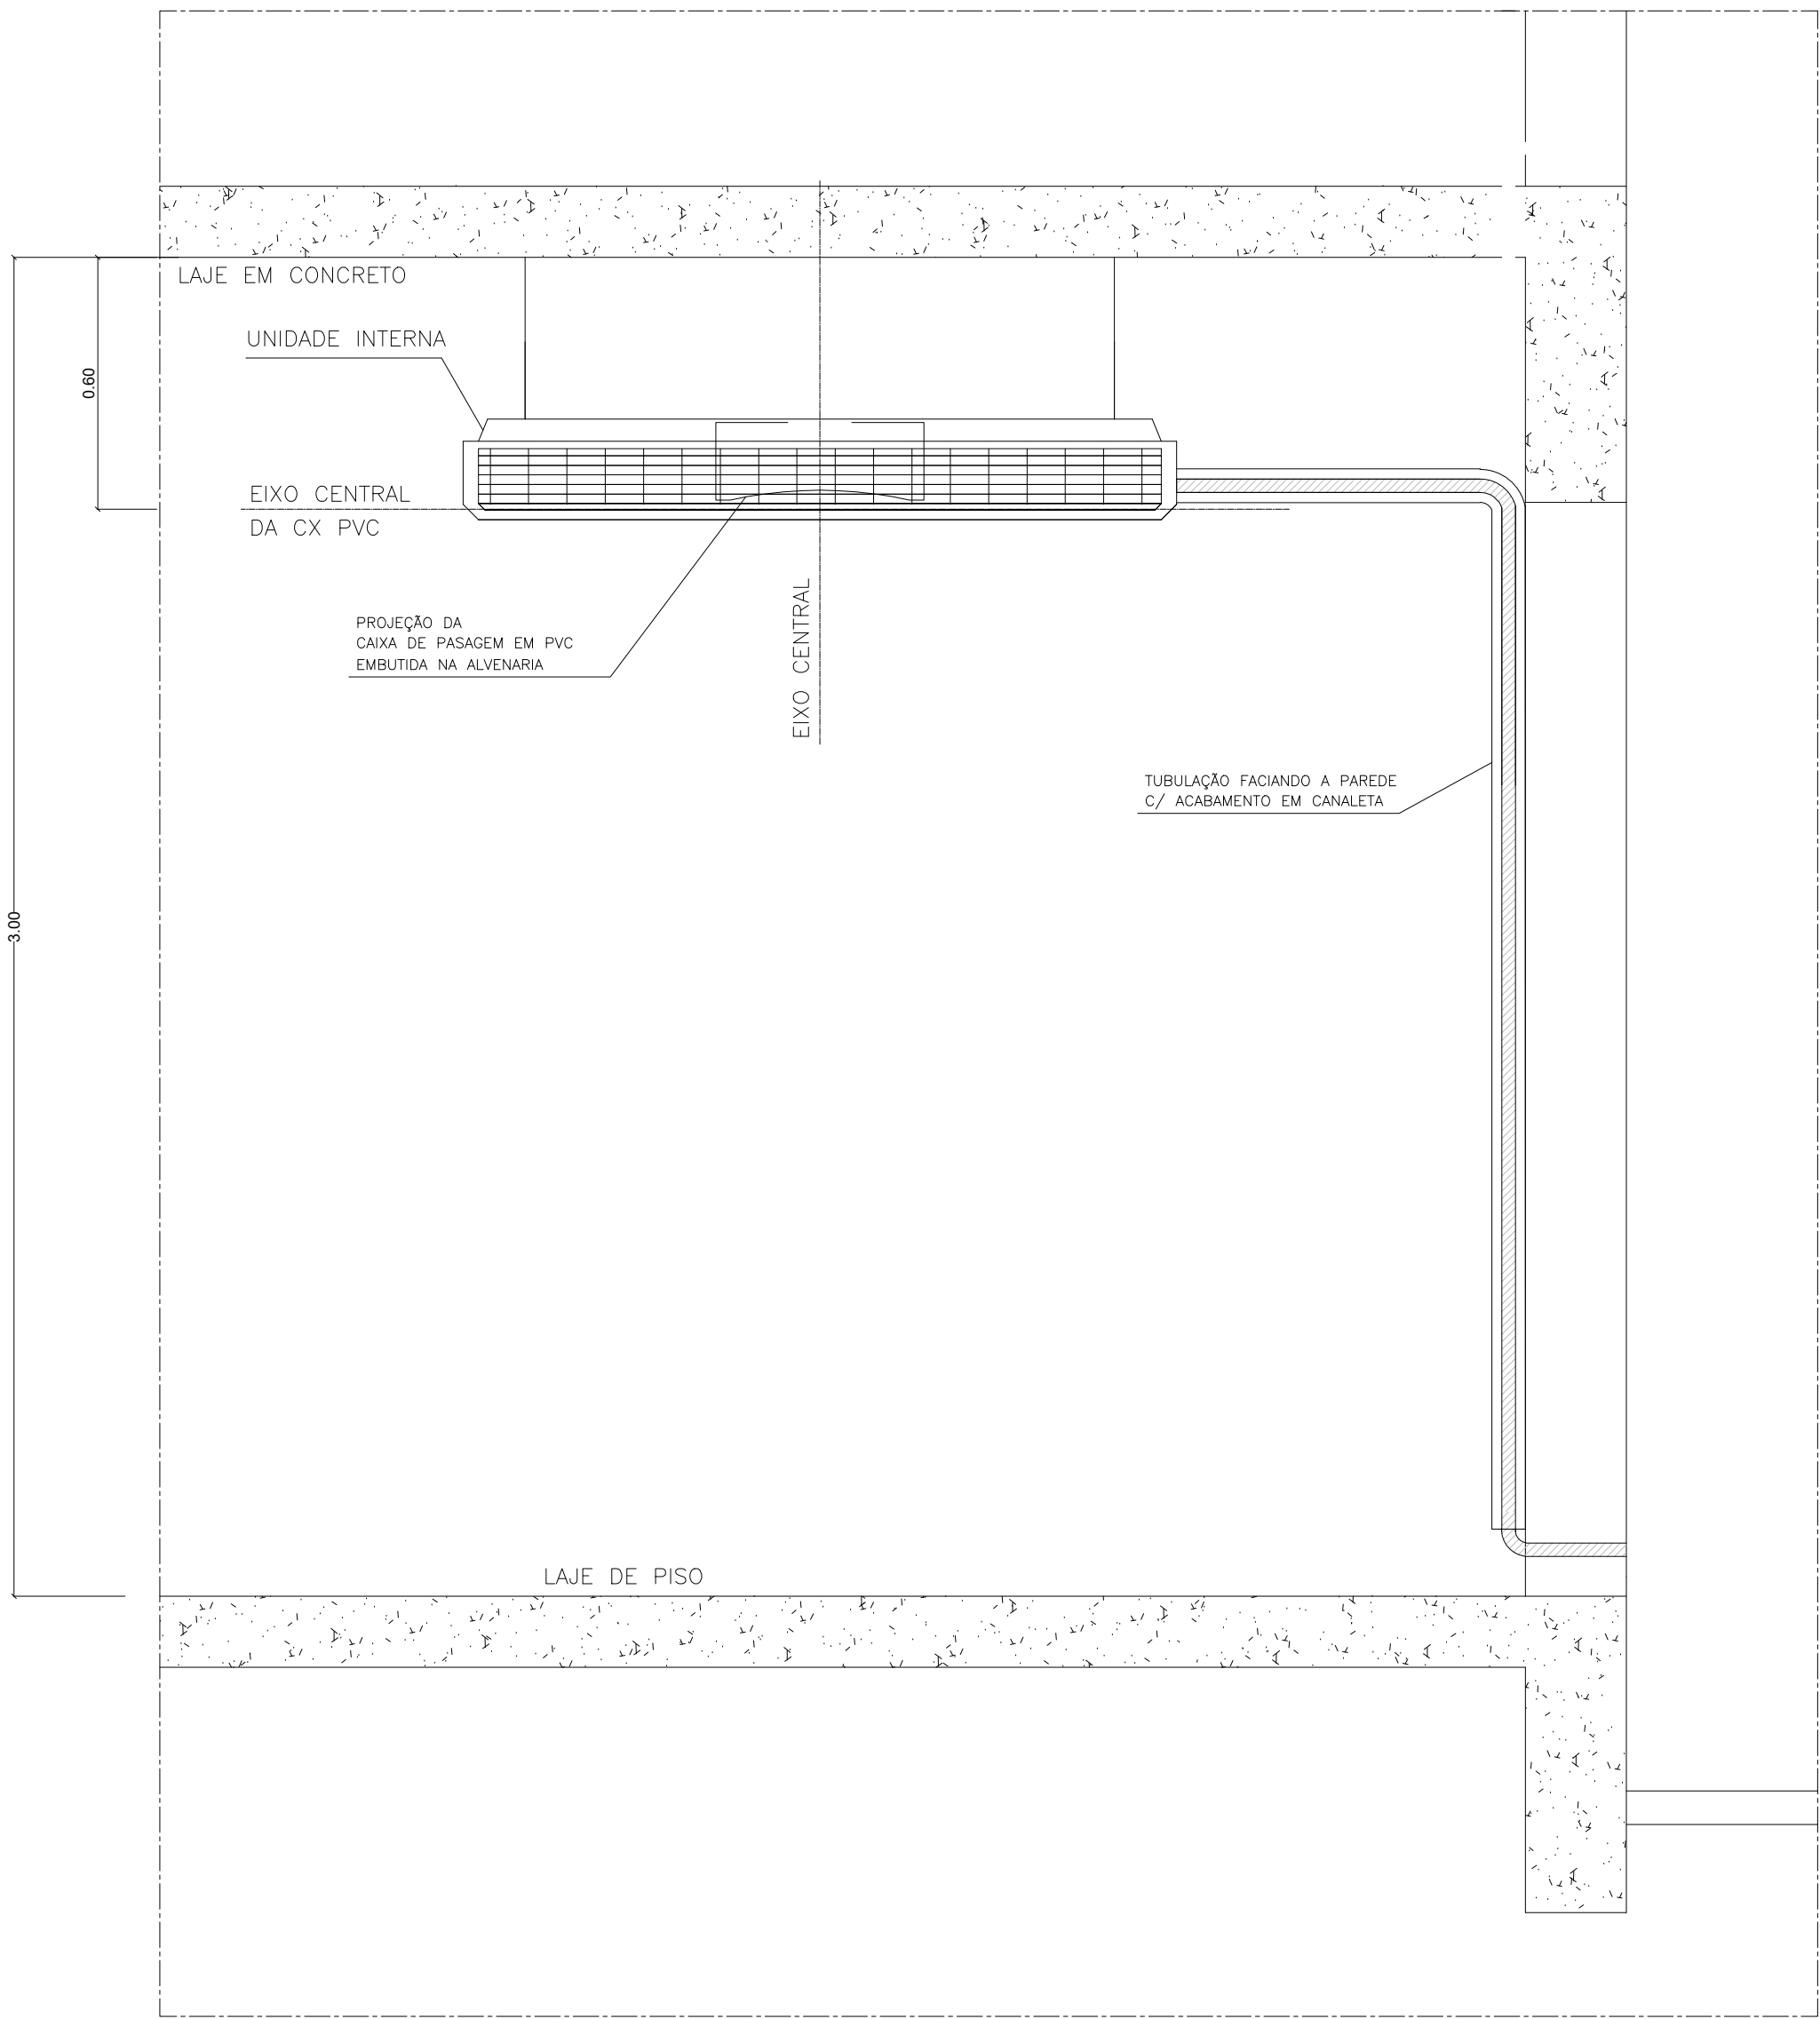 LAJE EM CONCRETO
UNIDADE INTERNA
0.60
EIXO CENTRAL
DA CX PVC
PROJEÇÃO DA
CAIXA DE PASAGEM EM PVC
EMBUTIDA NA ALVENARIA
EIXO CENTRAL
TUBULAÇÃO FACIANDO A PAREDE
C/ ACABAMENTO EM CANALETA
3.00
LAJE DE PISO